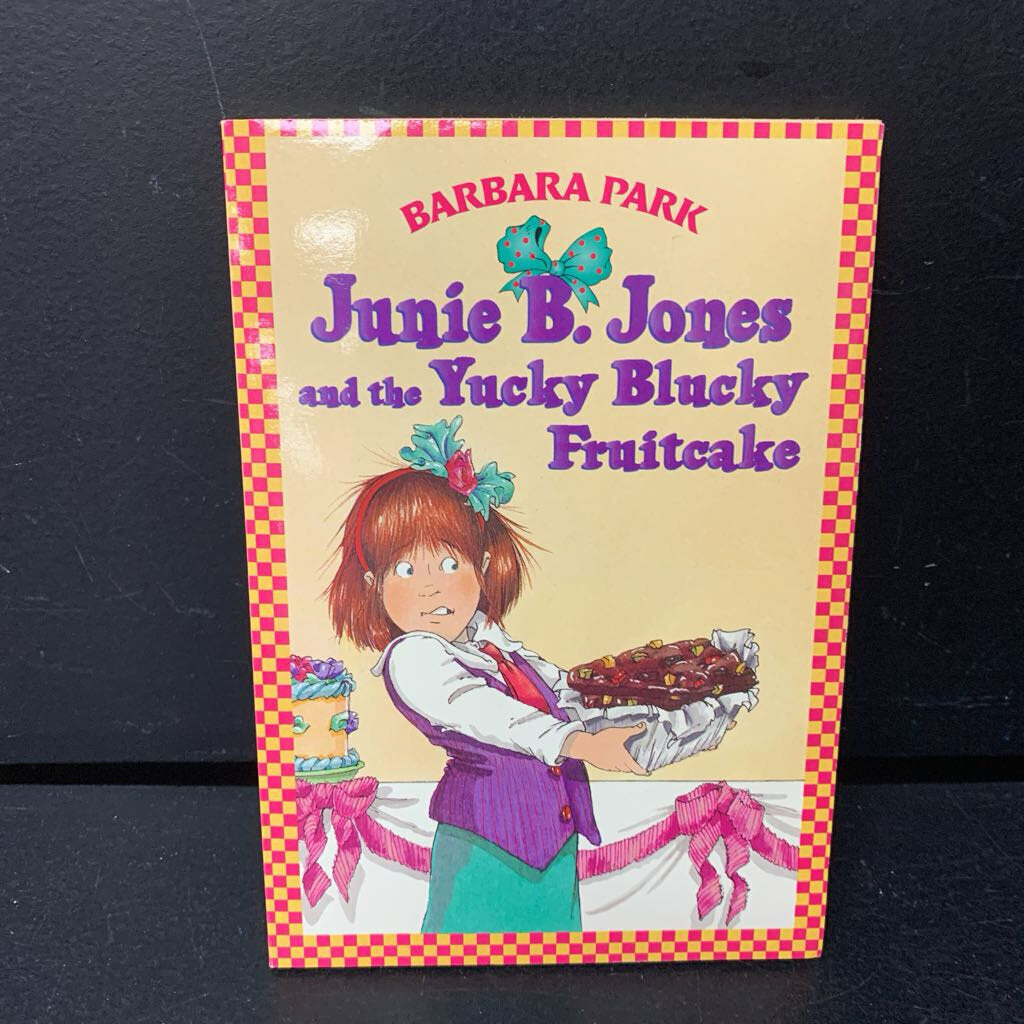 BARBARA PARK
Junie B. Jones
and the Yucky Blucky
Fruitcake